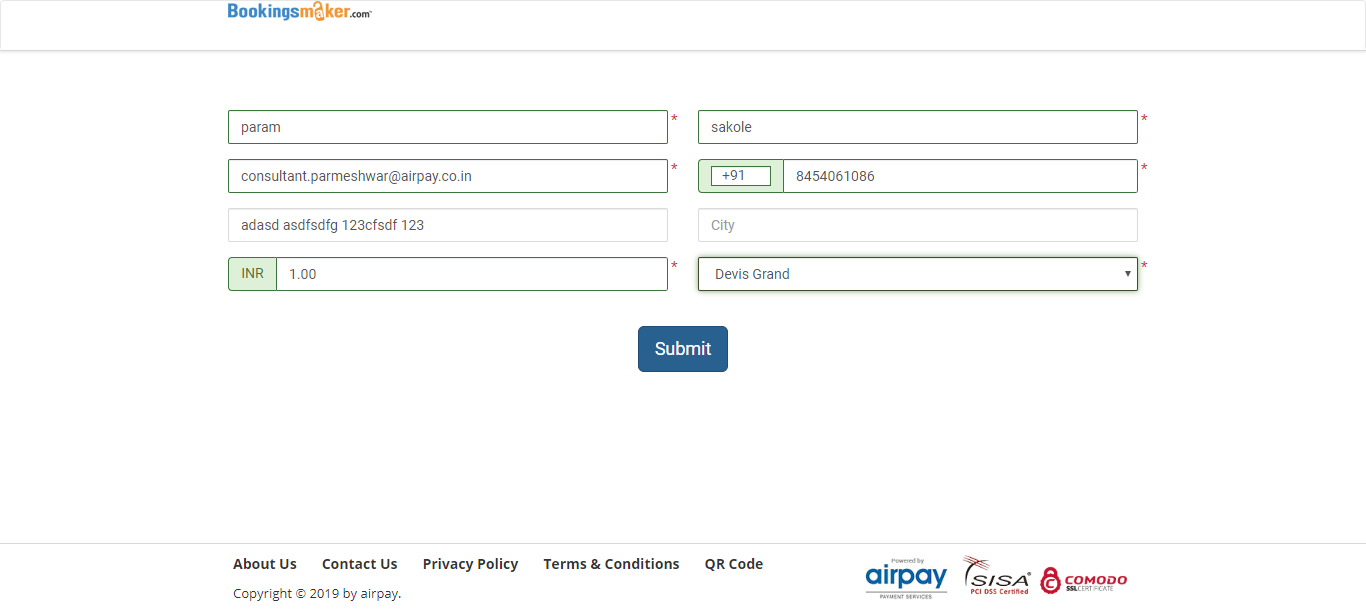 Bookingsmaker.com
param * sakole *
consultant.parmeshwar@airpay.co.in * +91 8454061086 *
adasd asdfsdfg 123cfsdf 123 City
INR 1.00 * Devis Grand ▾ *
Submit
About Us Contact Us Privacy Policy Terms & Conditions QR Code
Copyright © 2019 by airpay.
Powered by
airpay
PAYMENT SERVICES
SISA
PCI DSS Certified
COMODO
SSL CERTIFICATE